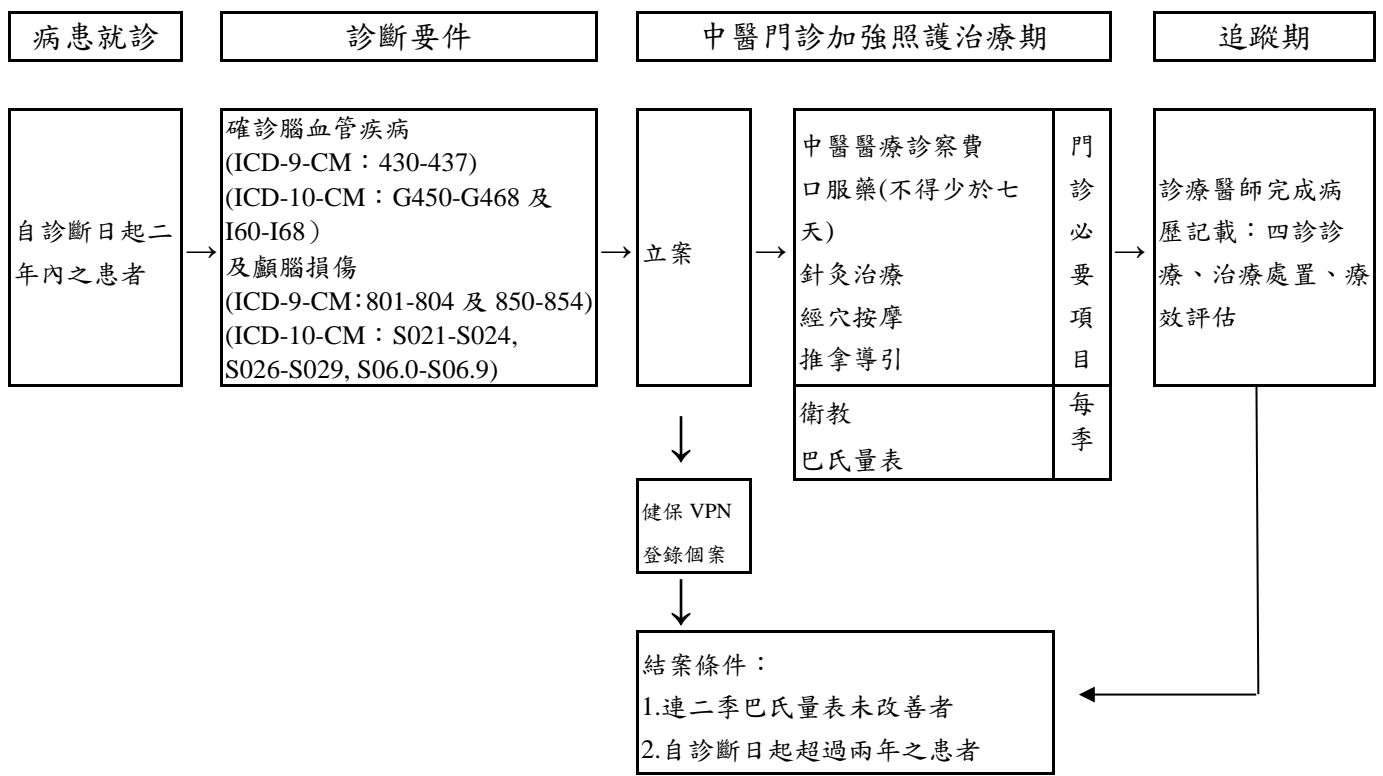 病患就診
診斷要件
中醫門診加強照護治療期
追蹤期
自診斷日起二
年內之患者
→
確診腦血管疾病
(ICD-9-CM：430-437)
(ICD-10-CM：G450-G468 及
I60-I68）
及顱腦損傷
(ICD-9-CM：801-804 及 850-854)
(ICD-10-CM：S021-S024,
S026-S029, S06.0-S06.9)
→
立案
→
中醫醫療診察費
口服藥(不得少於七
天)
針灸治療
經穴按摩
推拿導引
門
診
必
要
項
目
衛教
巴氏量表
每
季
→
診療醫師完成病
歷記載：四診診
療、治療處置、療
效評估
↓
健保 VPN
登錄個案
↓
結案條件：
1.連二季巴氏量表未改善者
2.自診斷日起超過兩年之患者